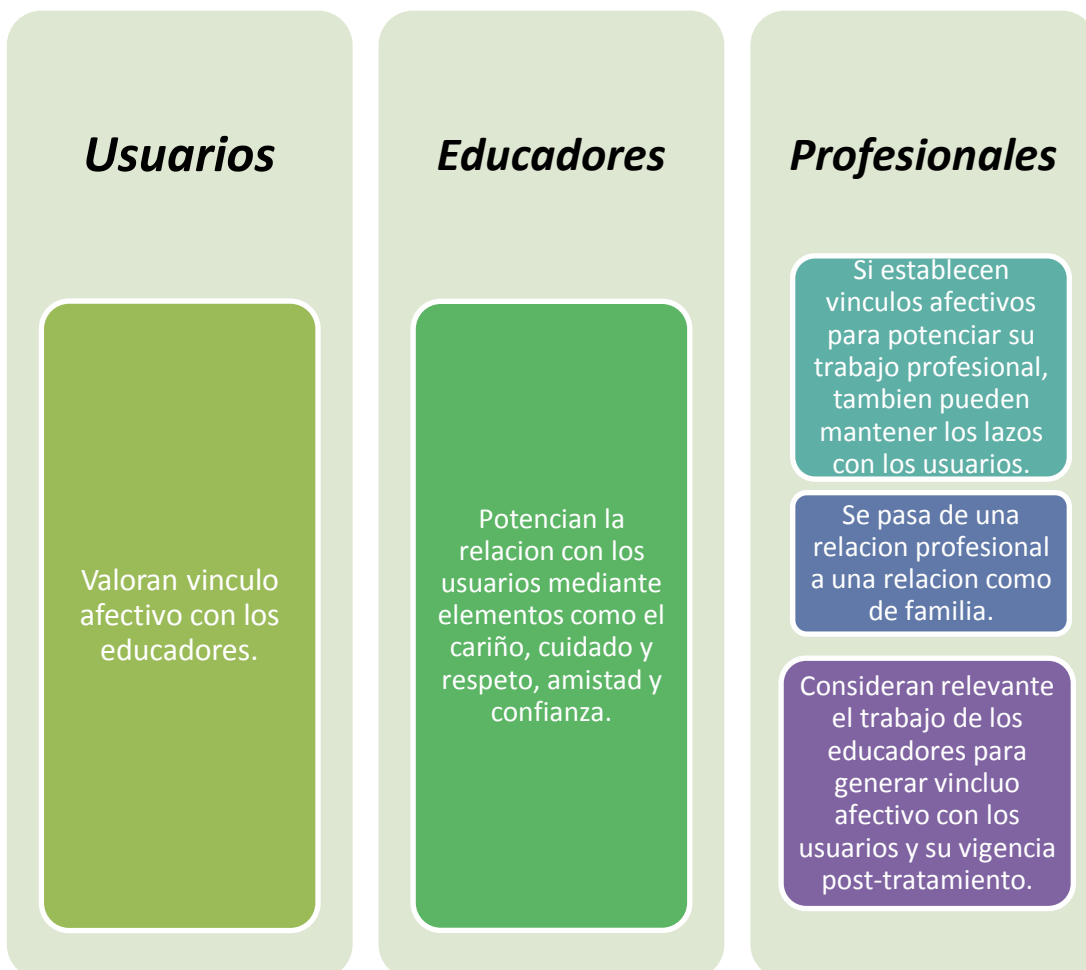 Usuarios
Valoran vinculo
afectivo con los
educadores.
Educadores
Potencian la
relacion con los
usuarios mediante
elementos como el
cariño, cuidado y
respeto, amistad y
confianza.
Profesionales
Si establecen
vinculos afectivos
para potenciar su
trabajo profesional,
tambien pueden
mantener los lazos
con los usuarios.
Se pasa de una
relacion profesional
a una relacion como
de familia.
Consideran relevante
el trabajo de los
educadores para
generar vincluo
afectivo con los
usuarios y su vigencia
post-tratamiento.